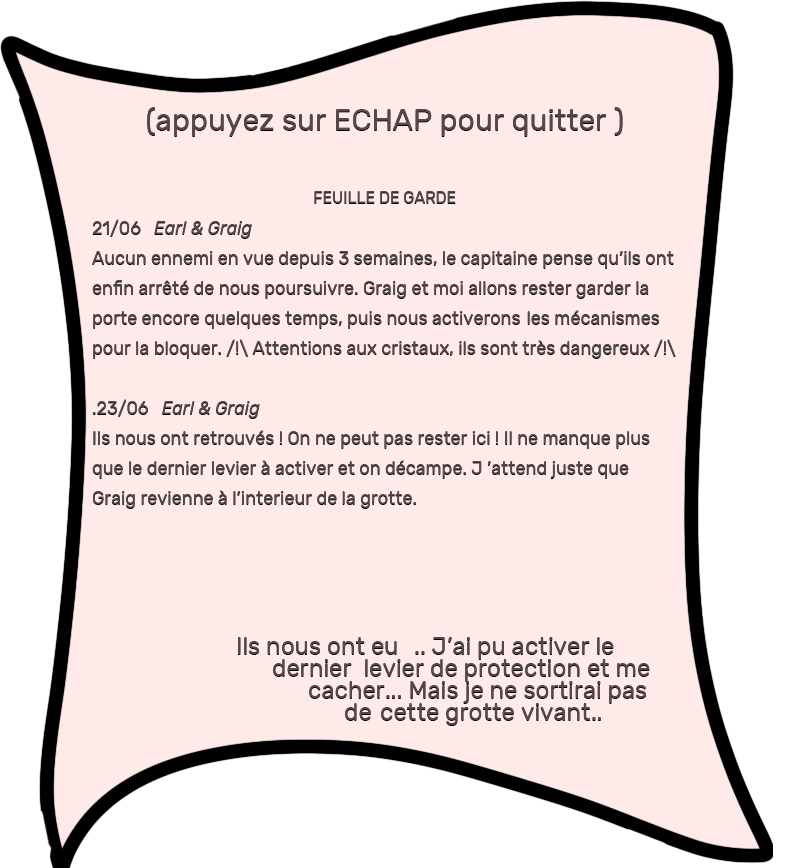 (appuyez sur ECHAP pour quitter )
FEUILLE DE GARDE
21/06 Earl & Graig
Aucun ennemi en vue depuis 3 semaines, le capitaine pense qu'ils ont
enfin arrêté de nous poursuivre. Graig et moi allons rester garder la
porte encore quelques temps, puis nous activerons les mécanismes
pour la bloquer. /!\ Attentions aux cristaux, ils sont très dangereux /!\
.23/06 Earl & Graig
Ils nous ont retrouvés ! On ne peut pas rester ici ! Il ne manque plus
que le dernier levier à activer et on décampe. J 'attend juste que
Graig revienne à l'interieur de la grotte.
Ils nous ont eu .. J'ai pu activer le
dernier levier de protection et me
cacher... Mais je ne sortirai pas
de cette grotte vivant..